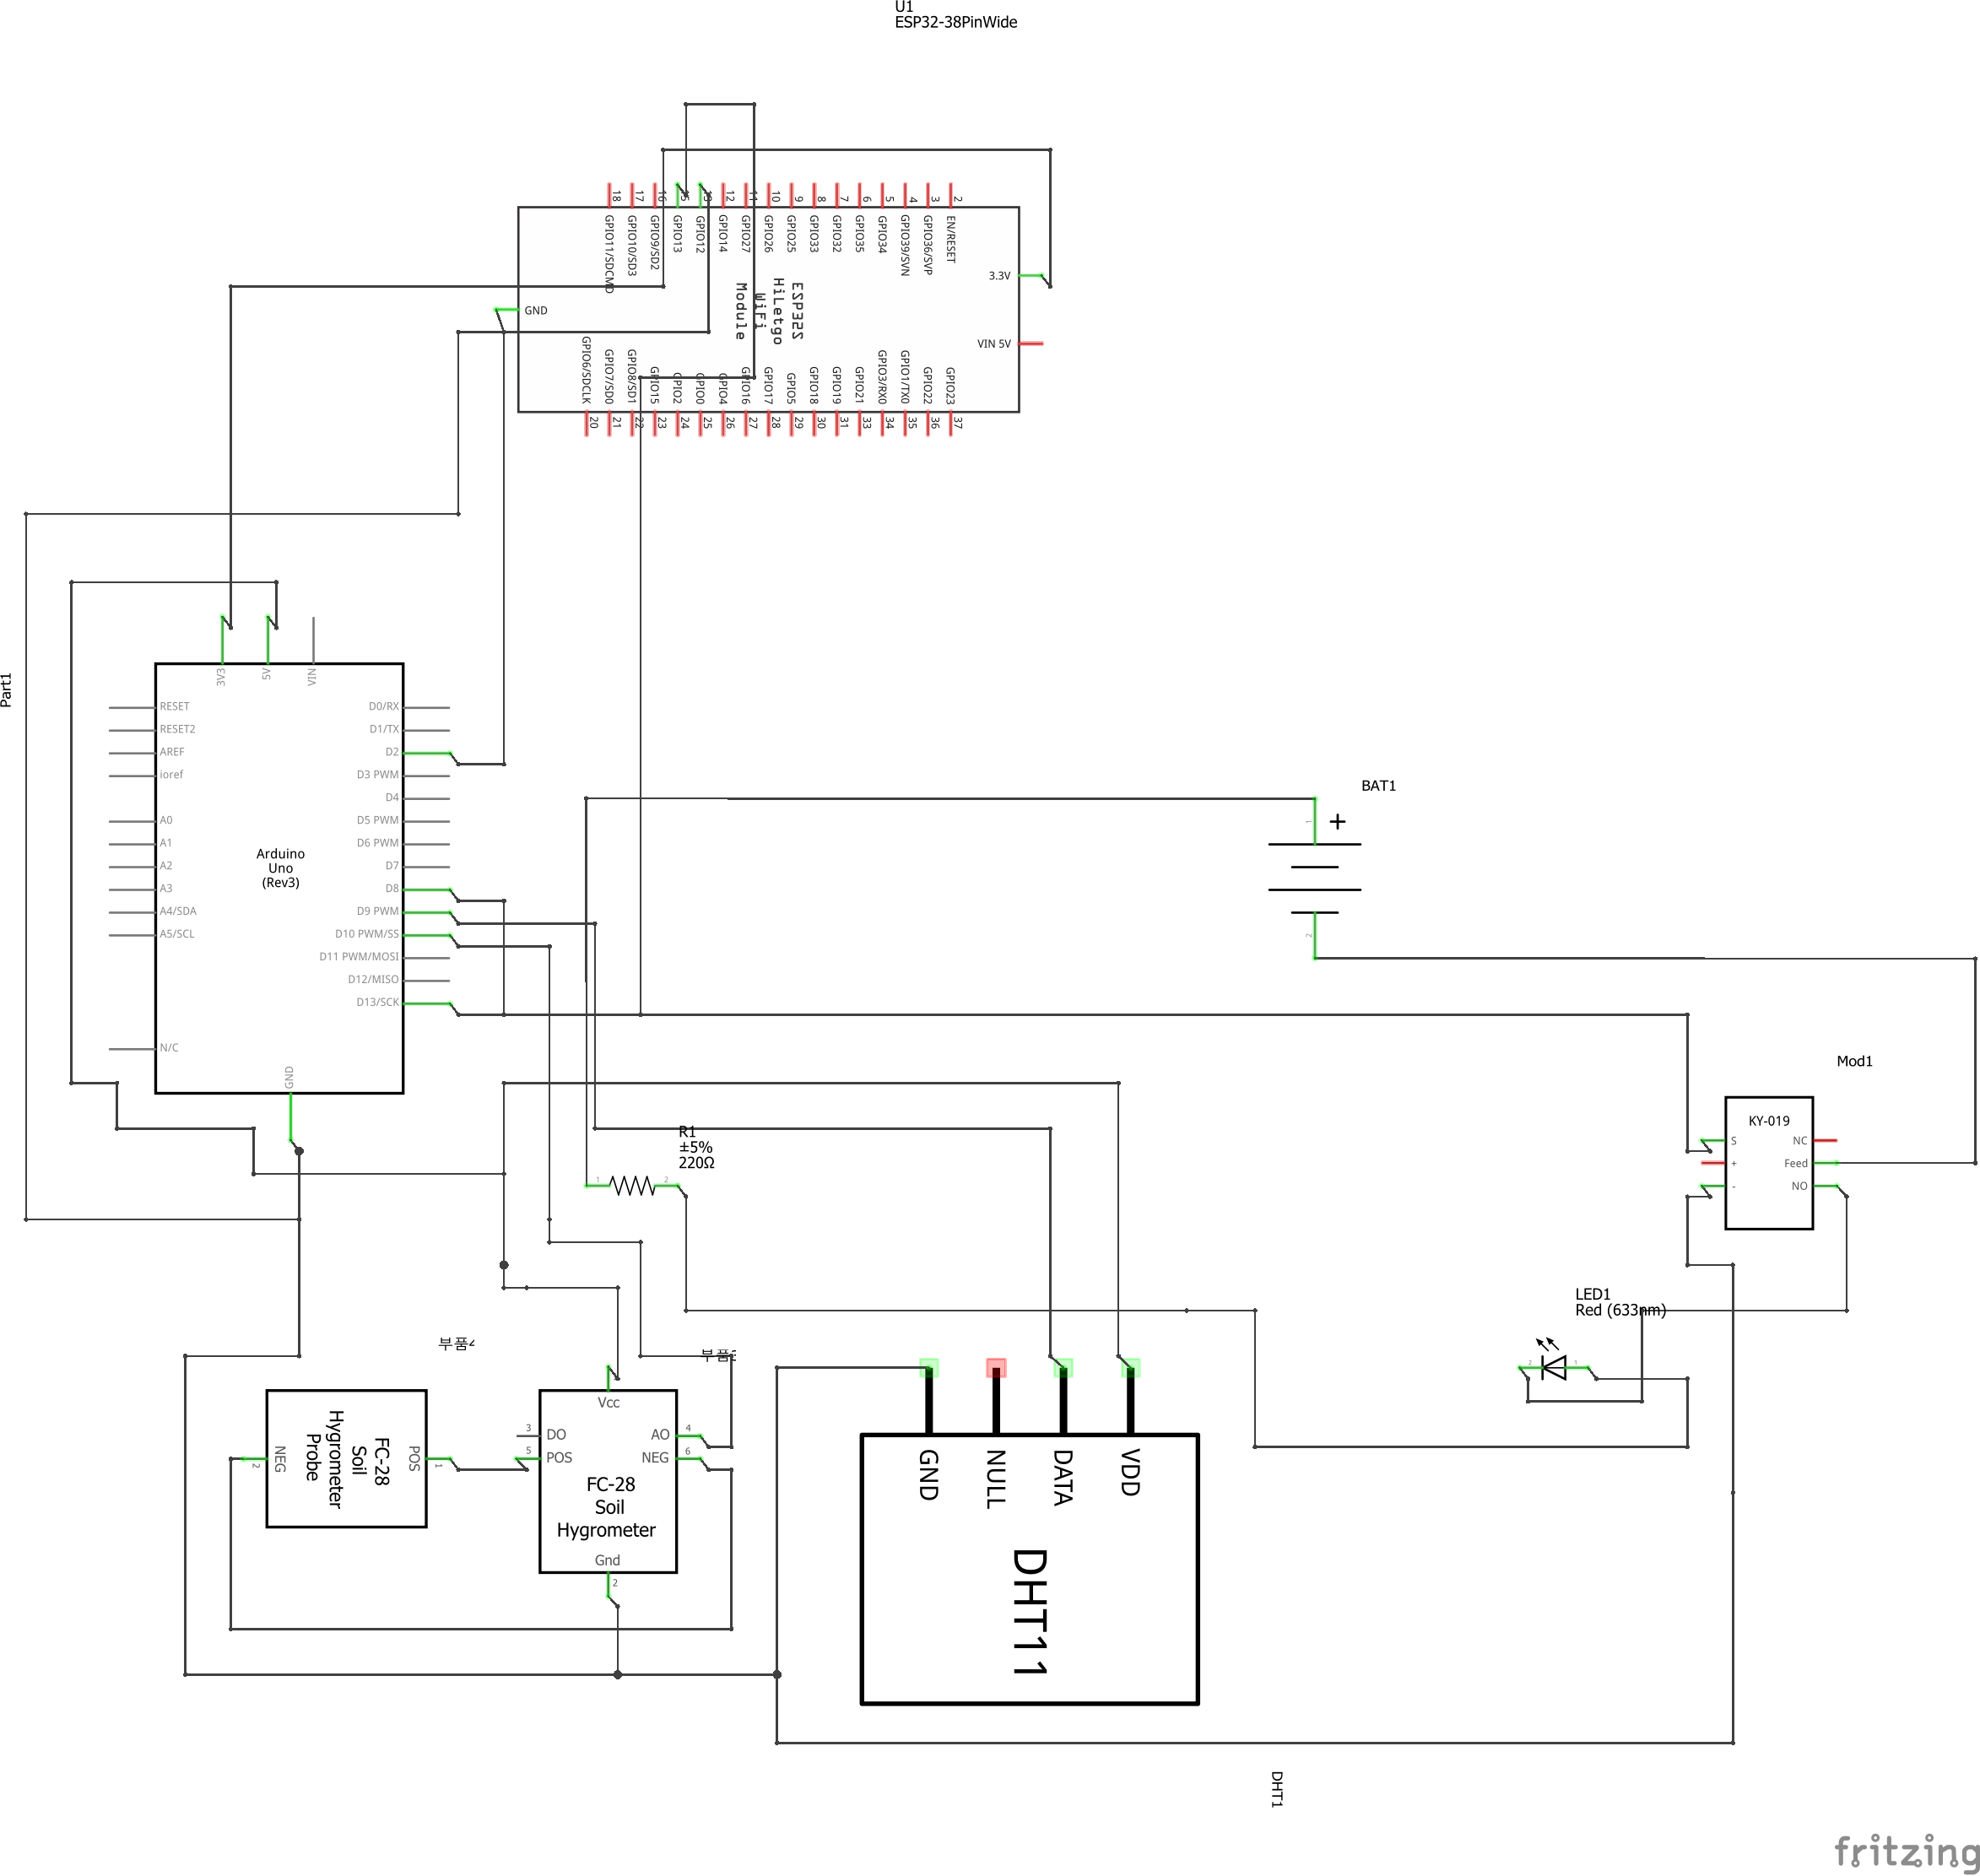 U1
ESP32-38PinWide
18
17
16
12
11
10
9
8
7
6
5
4
3
2
GPIO11/SDCMD
GPIO10/SD3
GPIO9/SD2
GPIO13
GPIO12
GPIO14
GPIO27
GPIO26
GPIO25
GPIO33
GPIO32
GPIO35
GPIO34
GPIO39/SVN
GPIO36/SVP
EN/RESET
3.3V
GND
ESP32S
HiLetgo
WiFi
Module
VIN 5V
GPIO6/SDCLK
GPIO7/SD0
GPIO8/SD1
GPIO15
GPIO2
GPIO0
GPIO4
GPIO16
GPIO17
GPIO5
GPIO18
GPIO19
GPIO21
GPIO3/RX0
GPIO1/TX0
GPIO22
GPIO23
20
21
22
23
24
25
26
27
28
29
30
31
33
34
35
36
37
Part1
3V3
5V
VIN
RESET
RESET2
AREF
ioref
A0
A1
A2
A3
A4/SDA
A5/SCL
N/C
D0/RX
D1/TX
D2
D3 PWM
D4
D5 PWM
D6 PWM
D7
D8
D9 PWM
D10 PWM/SS
D11 PWM/MOSI
D12/MISO
D13/SCK
Arduino
Uno
(Rev3)
GND
BAT1
1
+
2
Mod1
KY-019
S
+
-
NC
Feed
NO
R1
±5%
220Ω
1
2
LED1
Red (633nm)
2
1
부품
부품
FC-28
Soil
Hygrometer
Probe
NEG
2
POS
1
Vcc
3
DO
5
POS
AO
4
NEG
6
FC-28
Soil
Hygrometer
Gnd
2
GND
NULL
DATA
VDD
DHT11
DHT1
fritzing